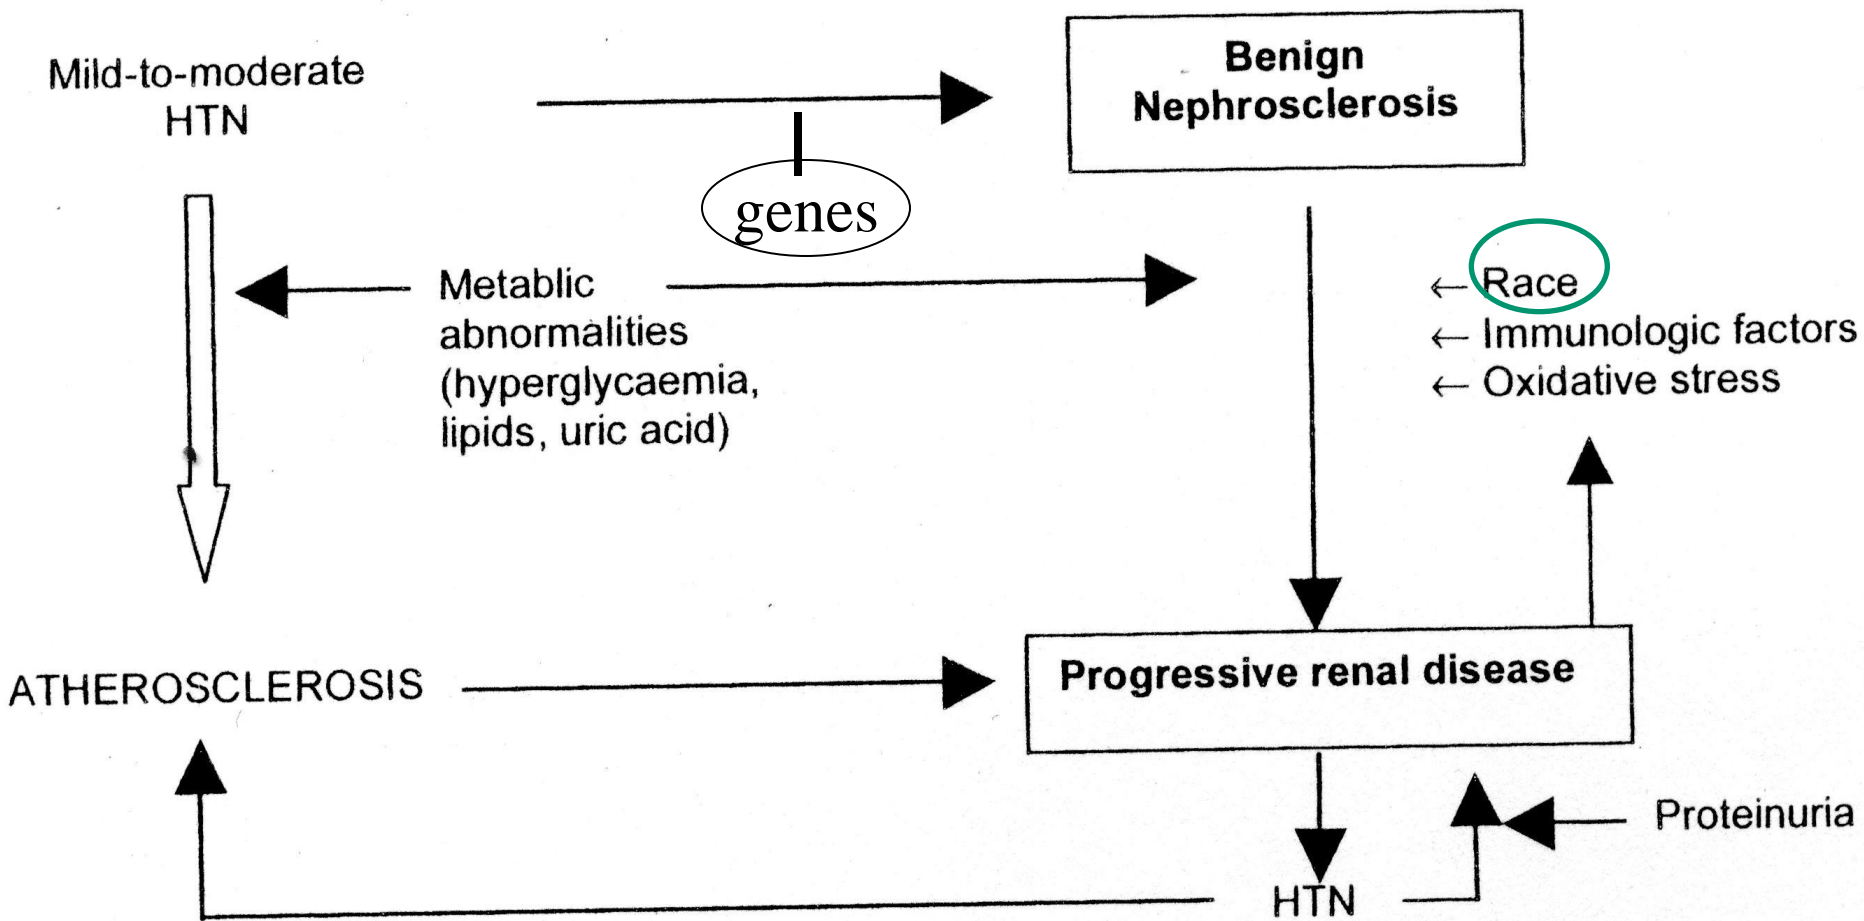 Mild-to-moderate
HTN
Benign
Nephrosclerosis
genes
Metablic
abnormalities
(hyperglycaemia,
lipids, uric acid)
← Race
← Immunologic factors
← Oxidative stress
ATHEROSCLEROSIS
Progressive renal disease
Proteinuria
HTN